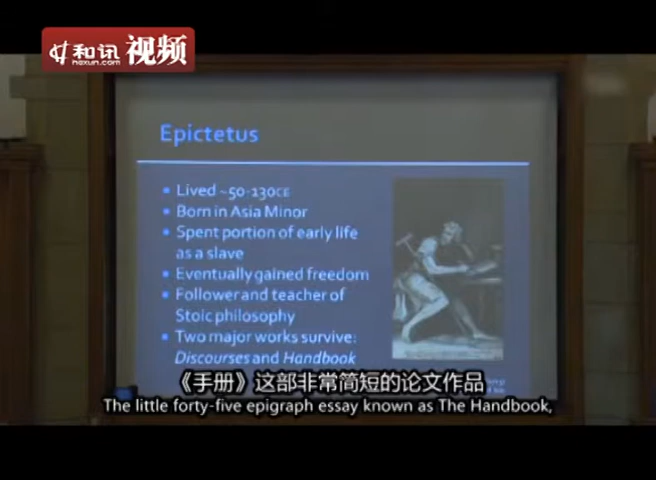 和讯
hexun.com
视频
Epictetus
• Lived ~50-130CE
• Born in Asia Minor
• Spent portion of early life
as a slave
• Eventually gained freedom
• Follower and teacher of
Stoic philosophy
• Two major works survive:
Discourses and Handbook
《手册》这部非常简短的论文作品
The little forty-five epigraph essay known as The Handbook,